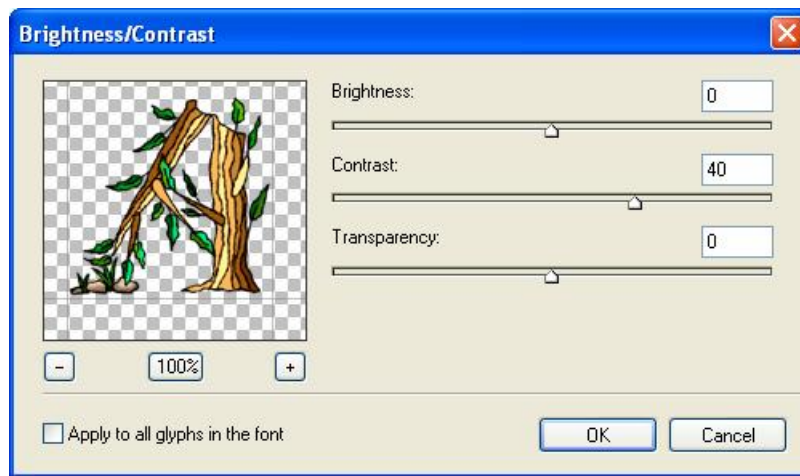 Brightness/Contrast
Brightness:
0
Contrast:
40
Transparency:
0
- 100% +
Apply to all glyphs in the font
OK Cancel